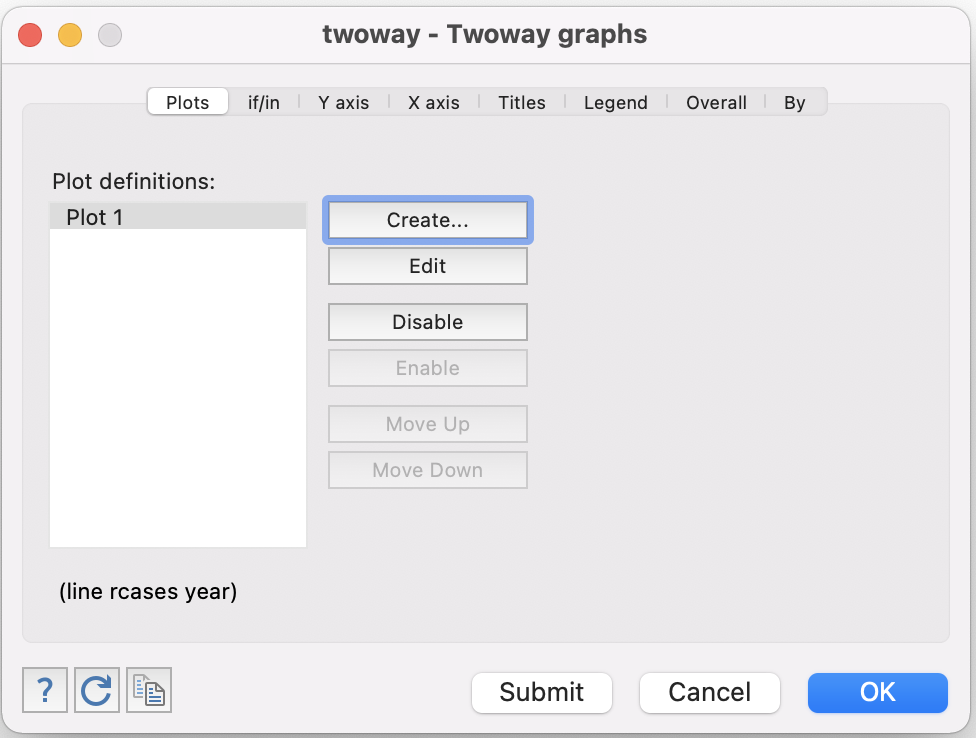 twoway - Twoway graphs
Plots if/in Y axis X axis Titles Legend Overall By
Plot definitions:
Plot 1
Create...
Edit
Disable
Enable
Move Up
Move Down
(line rcases year)
? Submit Cancel OK